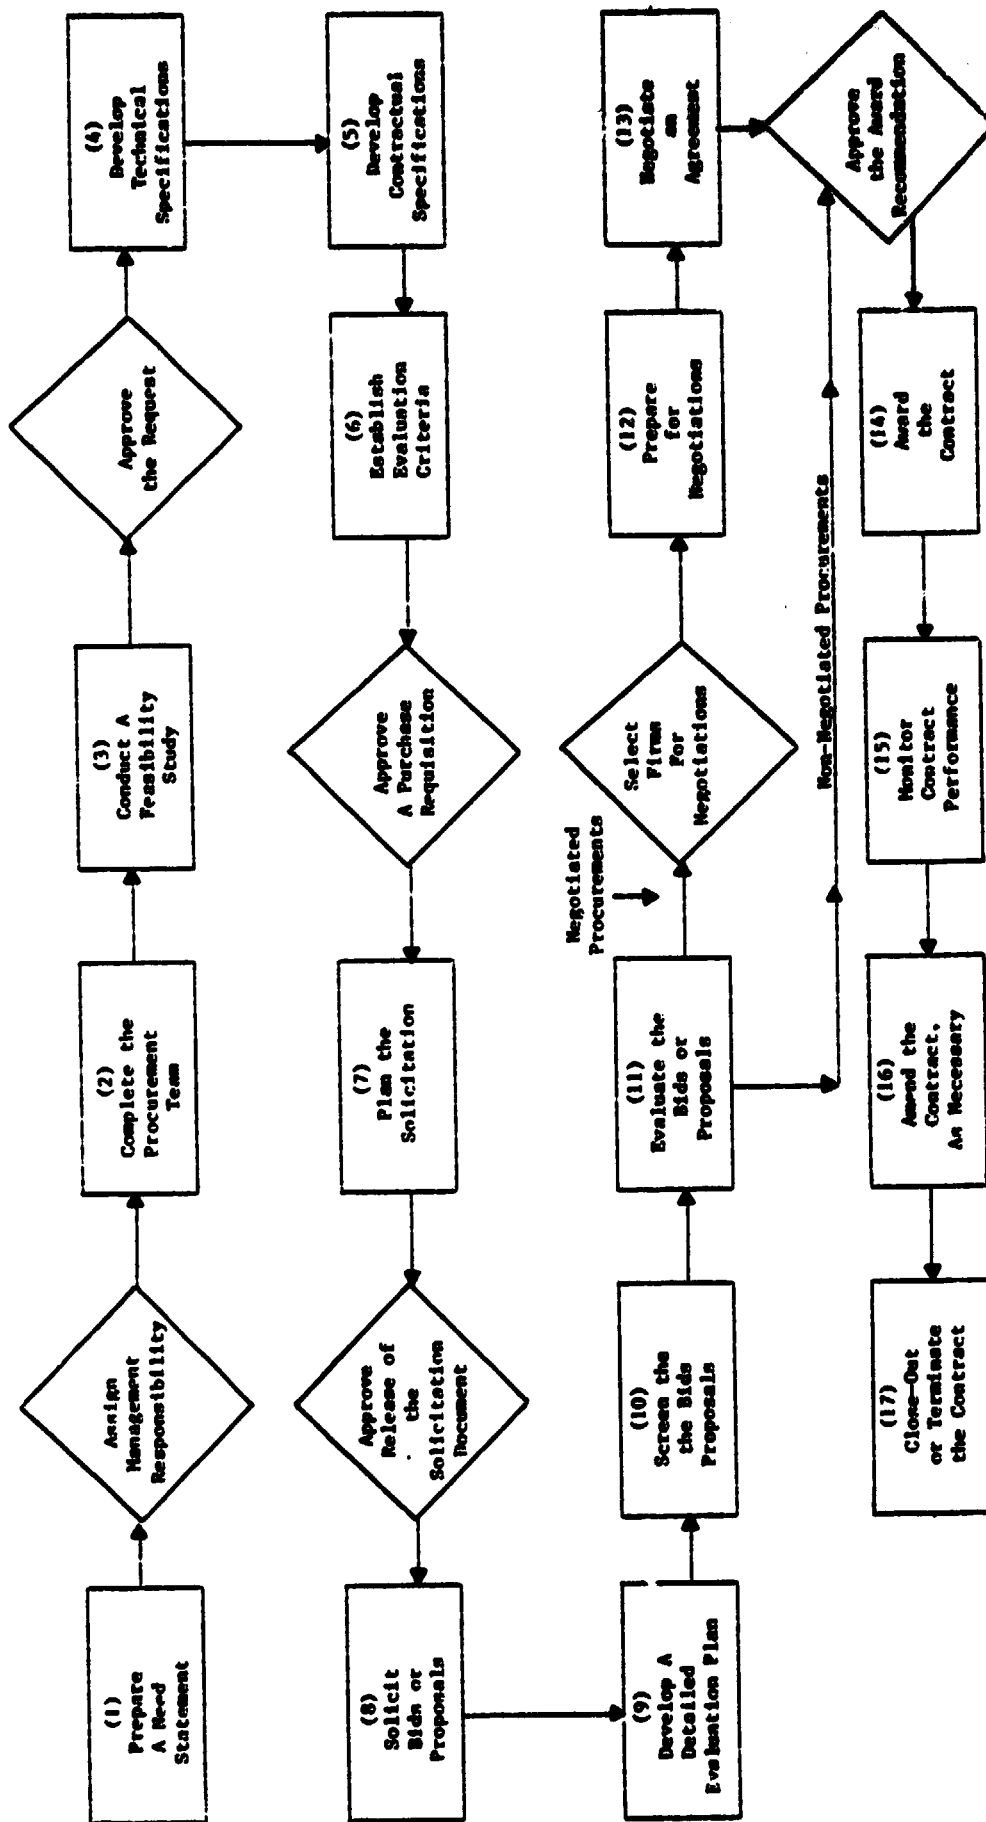 (1)
Prepare
A Need
Statement
Assign
Management
Responsibility
(2)
Complete the
Procurement
Team
(3)
Conduct A
Feasibility
Study
Approve
the Request
(4)
Develop
Technical
Specifications
(5)
Develop
Contractual
Specifications
(6)
Establish
Evaluation
Criteria
Approve
A Purchase
Requisition
(7)
Plan the
Solicitation
Approve
Release of
the
Solicitation
Document
(8)
Solicit
Bids or
Proposals
(9)
Develop A
Detailed
Evaluation Plan
(10)
Screen the
the Bids
Proposals
(11)
Evaluate the
Bids or
Proposals
Negotiated
Procurements
Select
Firms
For
Negotiations
(12)
Prepare
for
Negotiations
(13)
Negotiate
an
Agreement
Non-Negotiated Procurements
Approve
the Award
Recommendation
(14)
Award
the
Contract
(15)
Monitor
Contract
Performance
(16)
Amend the
Contract,
As Necessary
(17)
Close-Out
or Terminate
the Contract